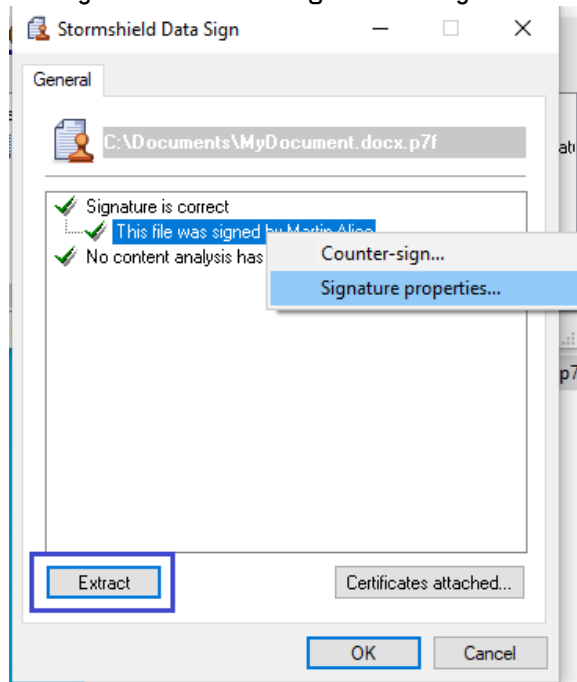 Stormshield Data Sign
General
C:\Documents\MyDocument.docx.p7f
Signature is correct
This file was signed by Martin Alice
No content analysis has
Counter-sign...
Signature properties...
Extract
Certificates attached...
OK
Cancel